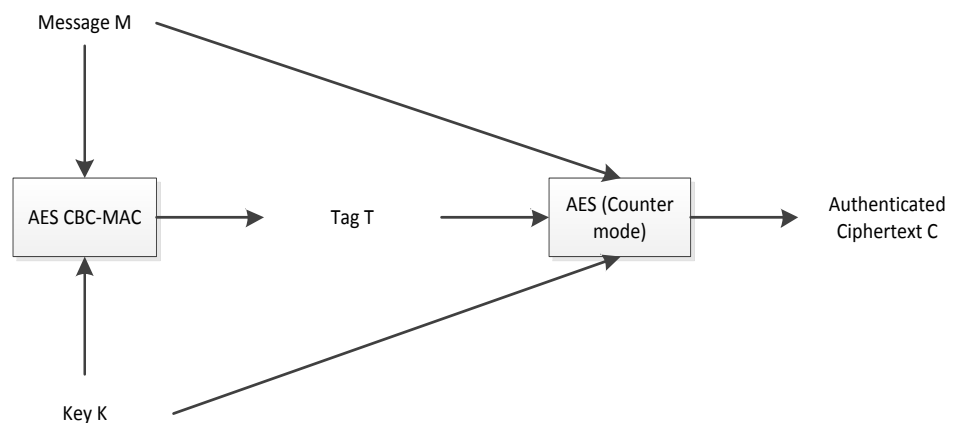 Message M
AES CBC-MAC
Tag T
AES (Counter
mode)
Authenticated
Ciphertext C
Key K